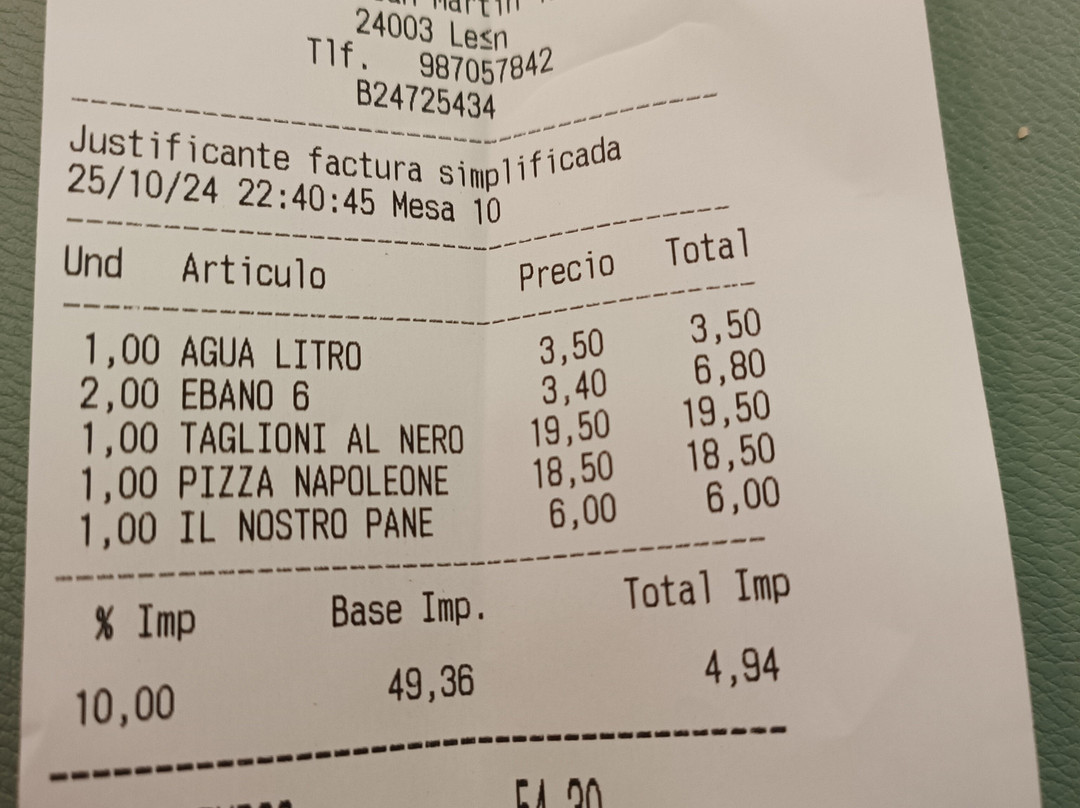 Martin
24003 Le≤n
Tlf. 987057842
B24725434
Justificante factura simplificada
25/10/24 22:40:45 Mesa 10
Und Articulo Precio Total
1,00 AGUA LITRO 3,50 3,50
2,00 EBANO 6 3,40 6,80
1,00 TAGLIONI AL NERO 19,50 19,50
1,00 PIZZA NAPOLEONE 18,50 18,50
1,00 IL NOSTRO PANE 6,00 6,00
% Imp Base Imp. Total Imp
10,00 49,36 4,94
54,30